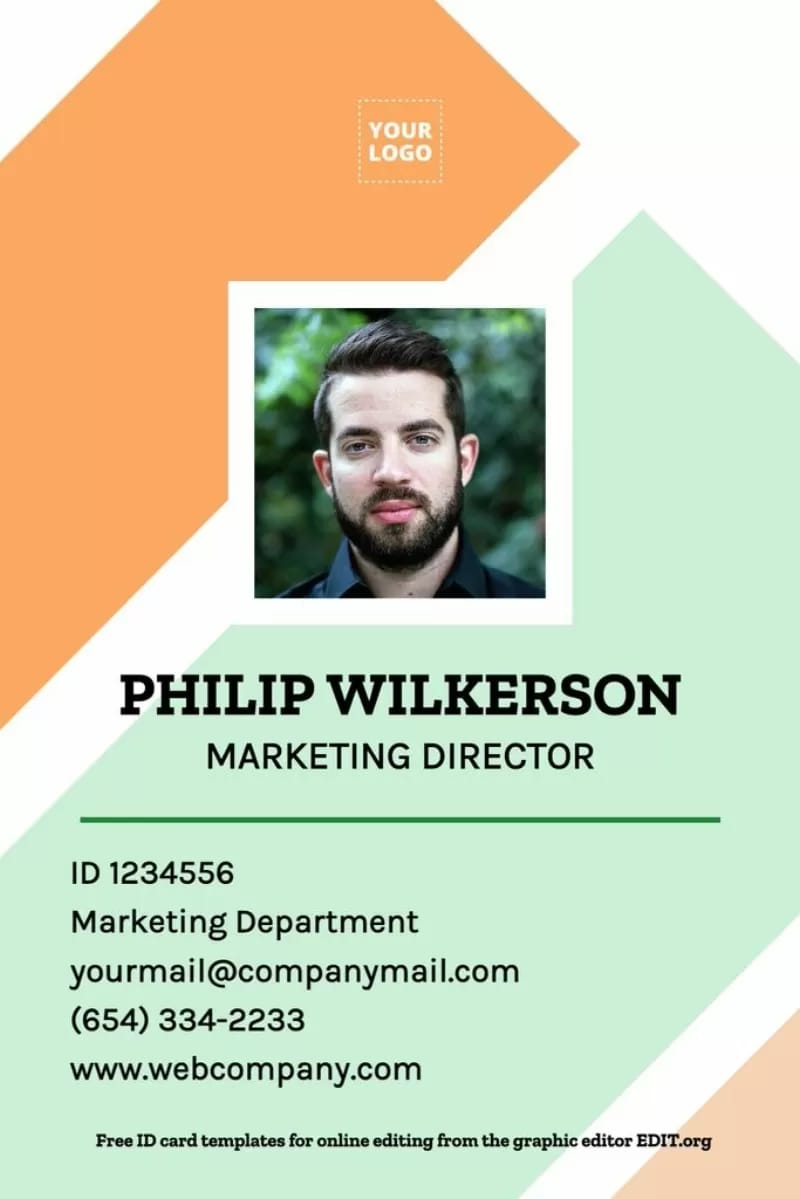 YOUR
LOGO
PHILIP WILKERSON
MARKETING DIRECTOR
ID 1234556
Marketing Department
yourmail@companymail.com
(654) 334-2233
www.webcompany.com
Free ID card templates for online editing from the graphic editor EDIT.org